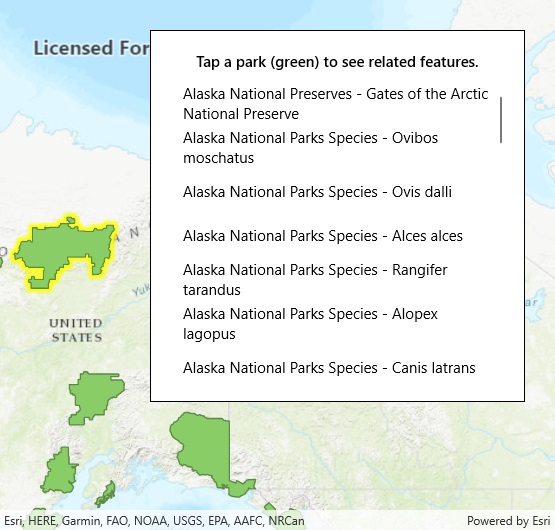 Licensed For
Tap a park (green) to see related features.
Alaska National Preserves - Gates of the Arctic
National Preserve
Alaska National Parks Species - Ovibos
moschatus
Alaska National Parks Species - Ovis dalli
Alaska National Parks Species - Alces alces
Alaska National Parks Species - Rangifer
tarandus
Alaska National Parks Species - Alopex
lagopus
Alaska National Parks Species - Canis latrans
UNITED
STATES
Esri, HERE, Garmin, FAO, NOAA, USGS, EPA, AAFC, NRCan
Powered by Esri